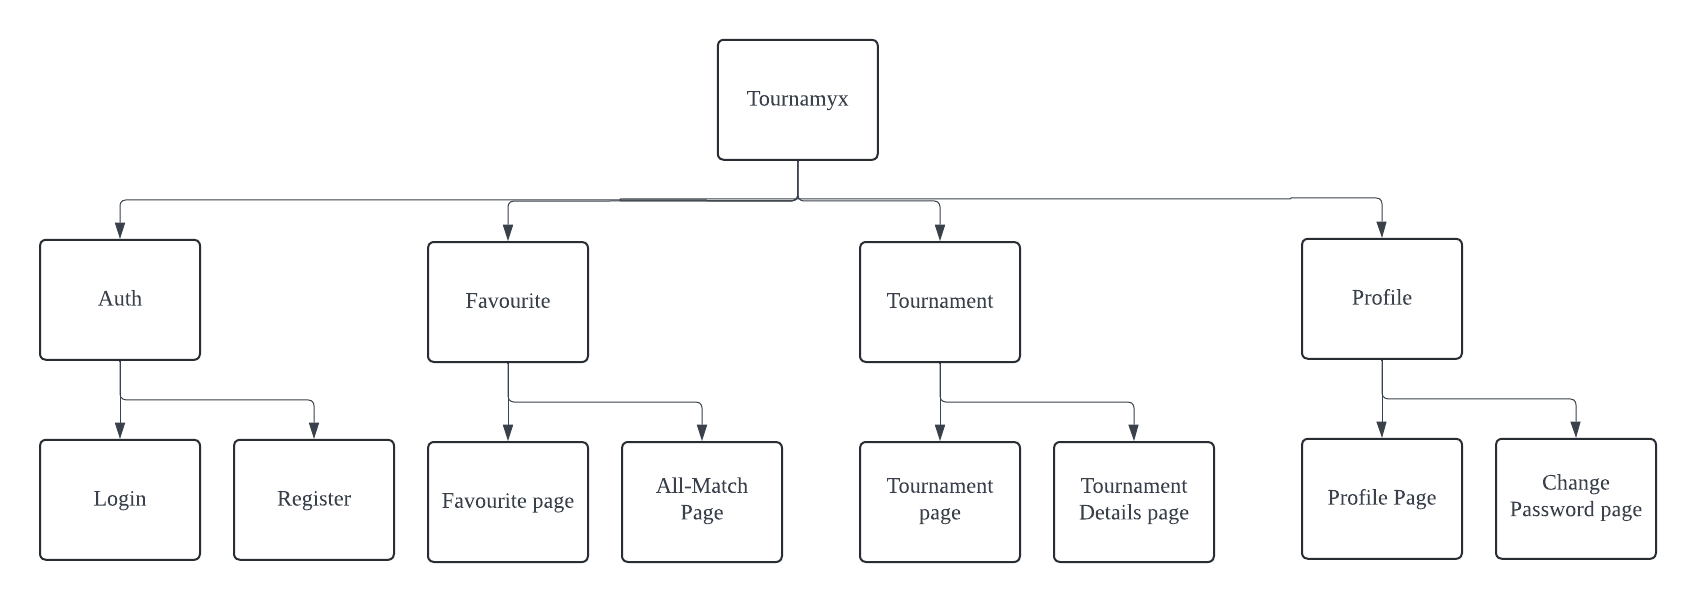 Tournamyx
Auth
Favourite
Tournament
Profile
Login
Register
Favourite page
All-Match
Page
Tournament
page
Tournament
Details page
Profile Page
Change
Password page